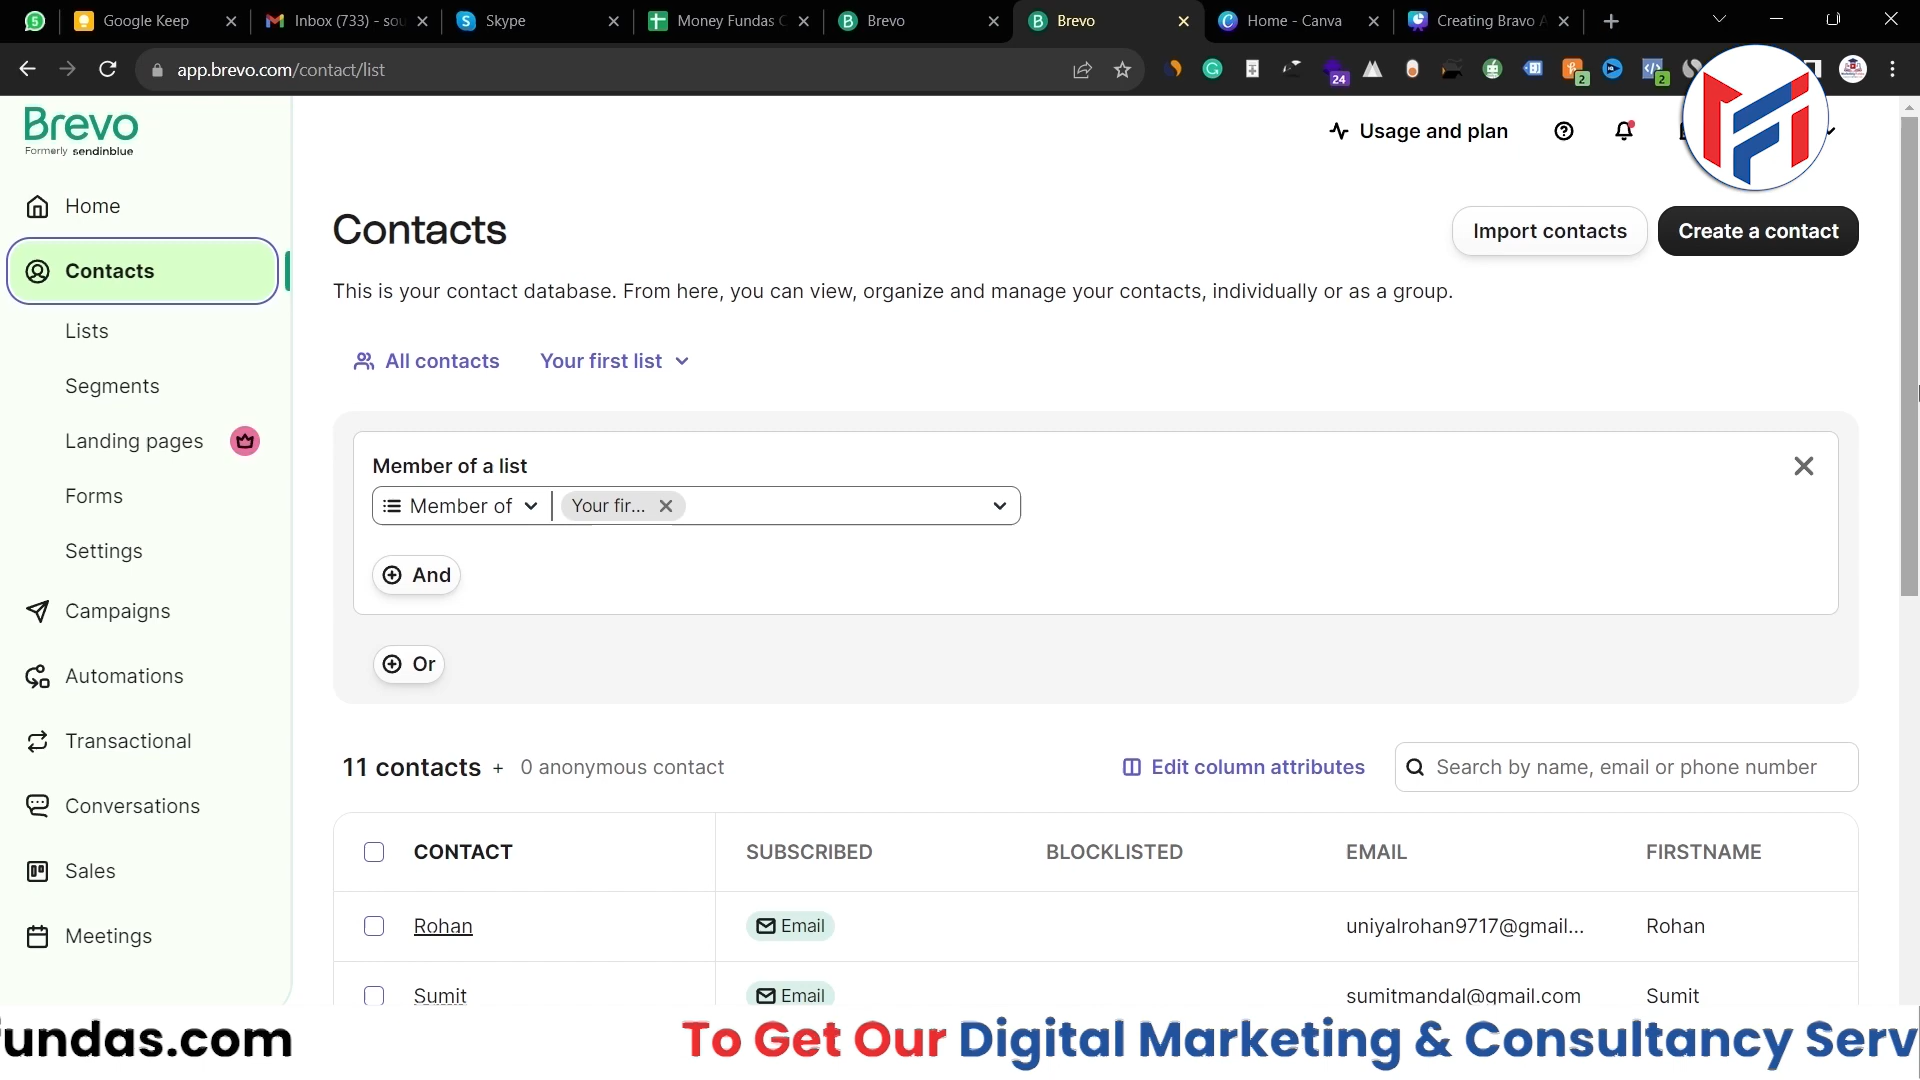 Google Keep
Inbox (733) - sou
Skype
Money Fundas C
Brevo
Brevo
Home - Canva
Creating Bravo A
app.brevo.com/contact/list
24
2
2
Brevo
Formerly sendinblue
Usage and plan
Home
Contacts
Lists
Segments
Landing pages
Forms
Settings
Campaigns
Automations
Transactional
Conversations
Sales
Meetings
Contacts
Import contacts
Create a contact
This is your contact database. From here, you can view, organize and manage your contacts, individually or as a group.
All contacts
Your first list
Member of a list
Member of
Your fir...
And
Or
11 contacts + 0 anonymous contact
Edit column attributes
Search by name, email or phone number
CONTACT SUBSCRIBED BLOCKLISTED EMAIL FIRSTNAME
Rohan Email uniyalrohan9717@gmail... Rohan
Sumit Email sumitmandal@gmail.com Sumit
fundas.com
To Get Our Digital Marketing & Consultancy Serv